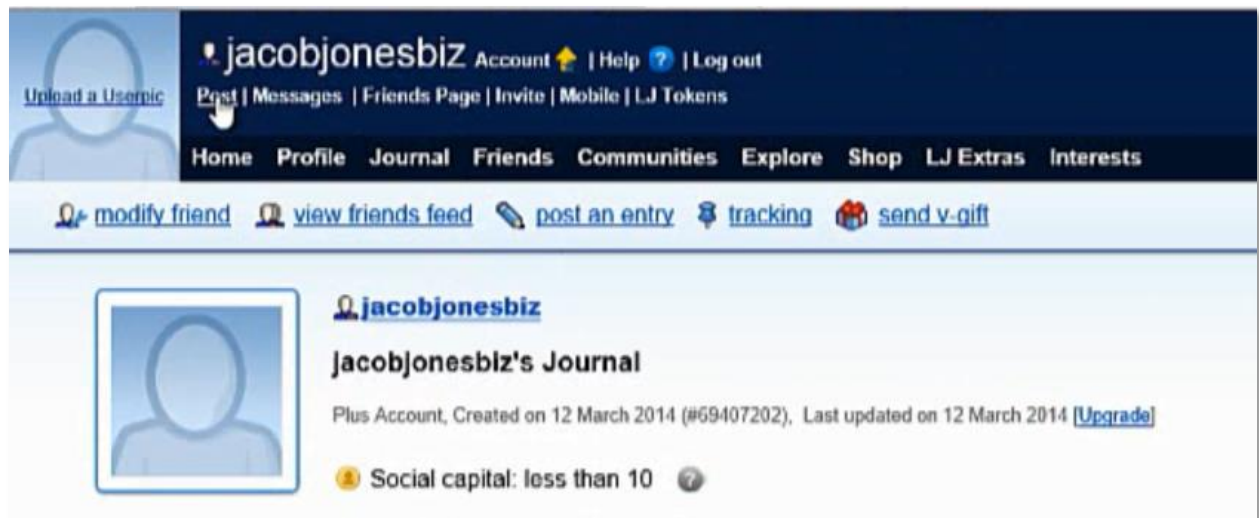 jacobjonesbiz Account | Help ? | Log out
Upload a Userpic
Post | Messages | Friends Page | Invite | Mobile | LJ Tokens
Home Profile Journal Friends Communities Explore Shop LJ Extras Interests
modify friend view friends feed post an entry tracking send v-gift
jacobjonesbiz
jacobjonesbiz's Journal
Plus Account, Created on 12 March 2014 (#69407202), Last updated on 12 March 2014 [Upgrade]
Social capital: less than 10 ?